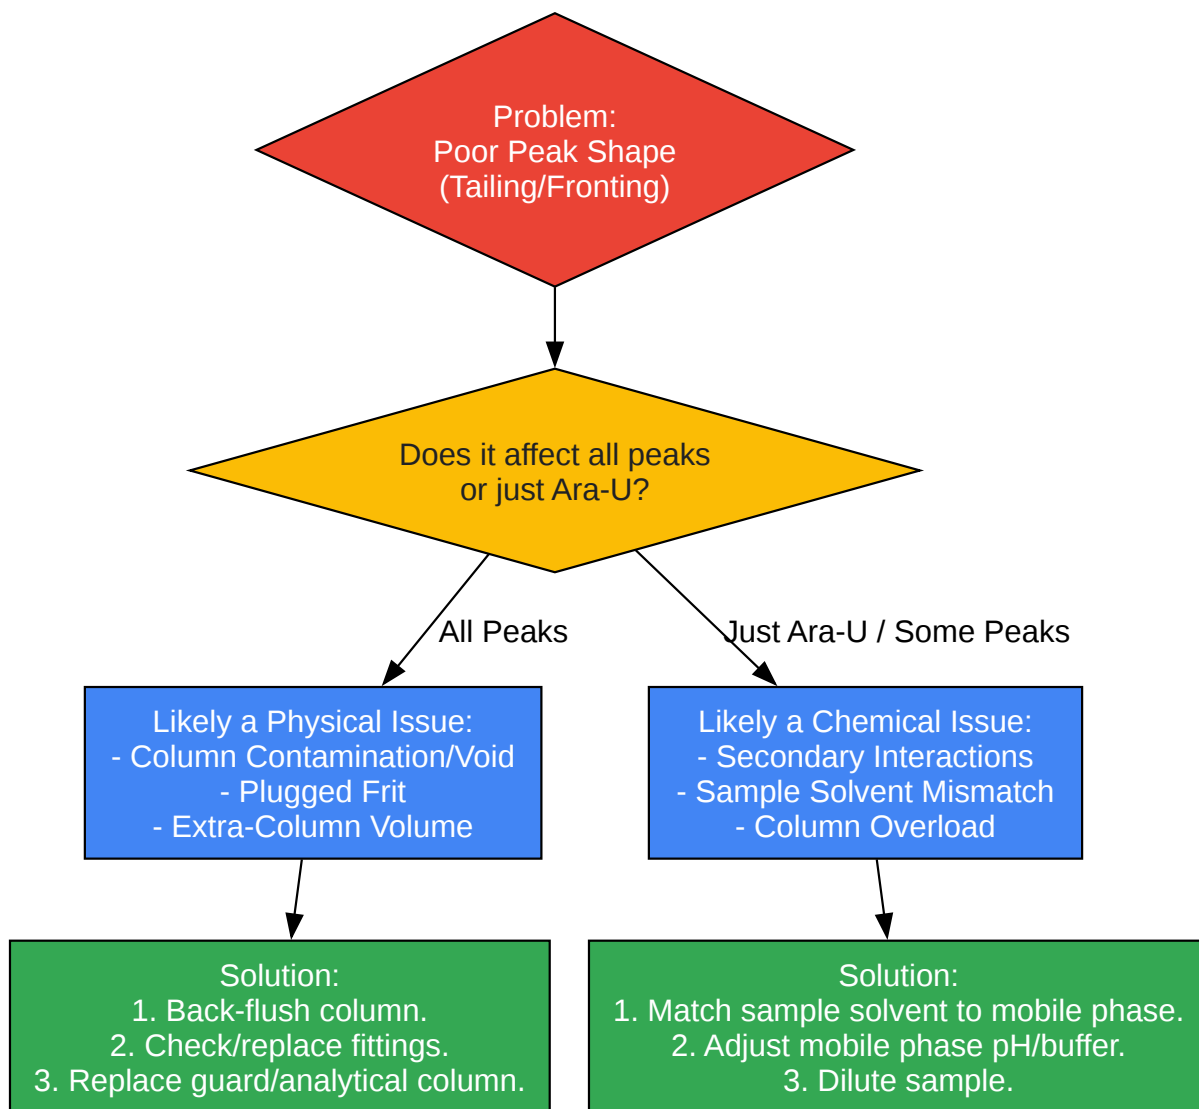 Problem:
Poor Peak Shape
(Tailing/Fronting)
Does it affect all peaks
or just Ara-U?
All Peaks
Just Ara-U / Some Peaks
Likely a Physical Issue:
- Column Contamination/Void
- Plugged Frit
- Extra-Column Volume
Likely a Chemical Issue:
- Secondary Interactions
- Sample Solvent Mismatch
- Column Overload
Solution:
1. Back-flush column.
2. Check/replace fittings.
3. Replace guard/analytical column.
Solution:
1. Match sample solvent to mobile phase.
2. Adjust mobile phase pH/buffer.
3. Dilute sample.